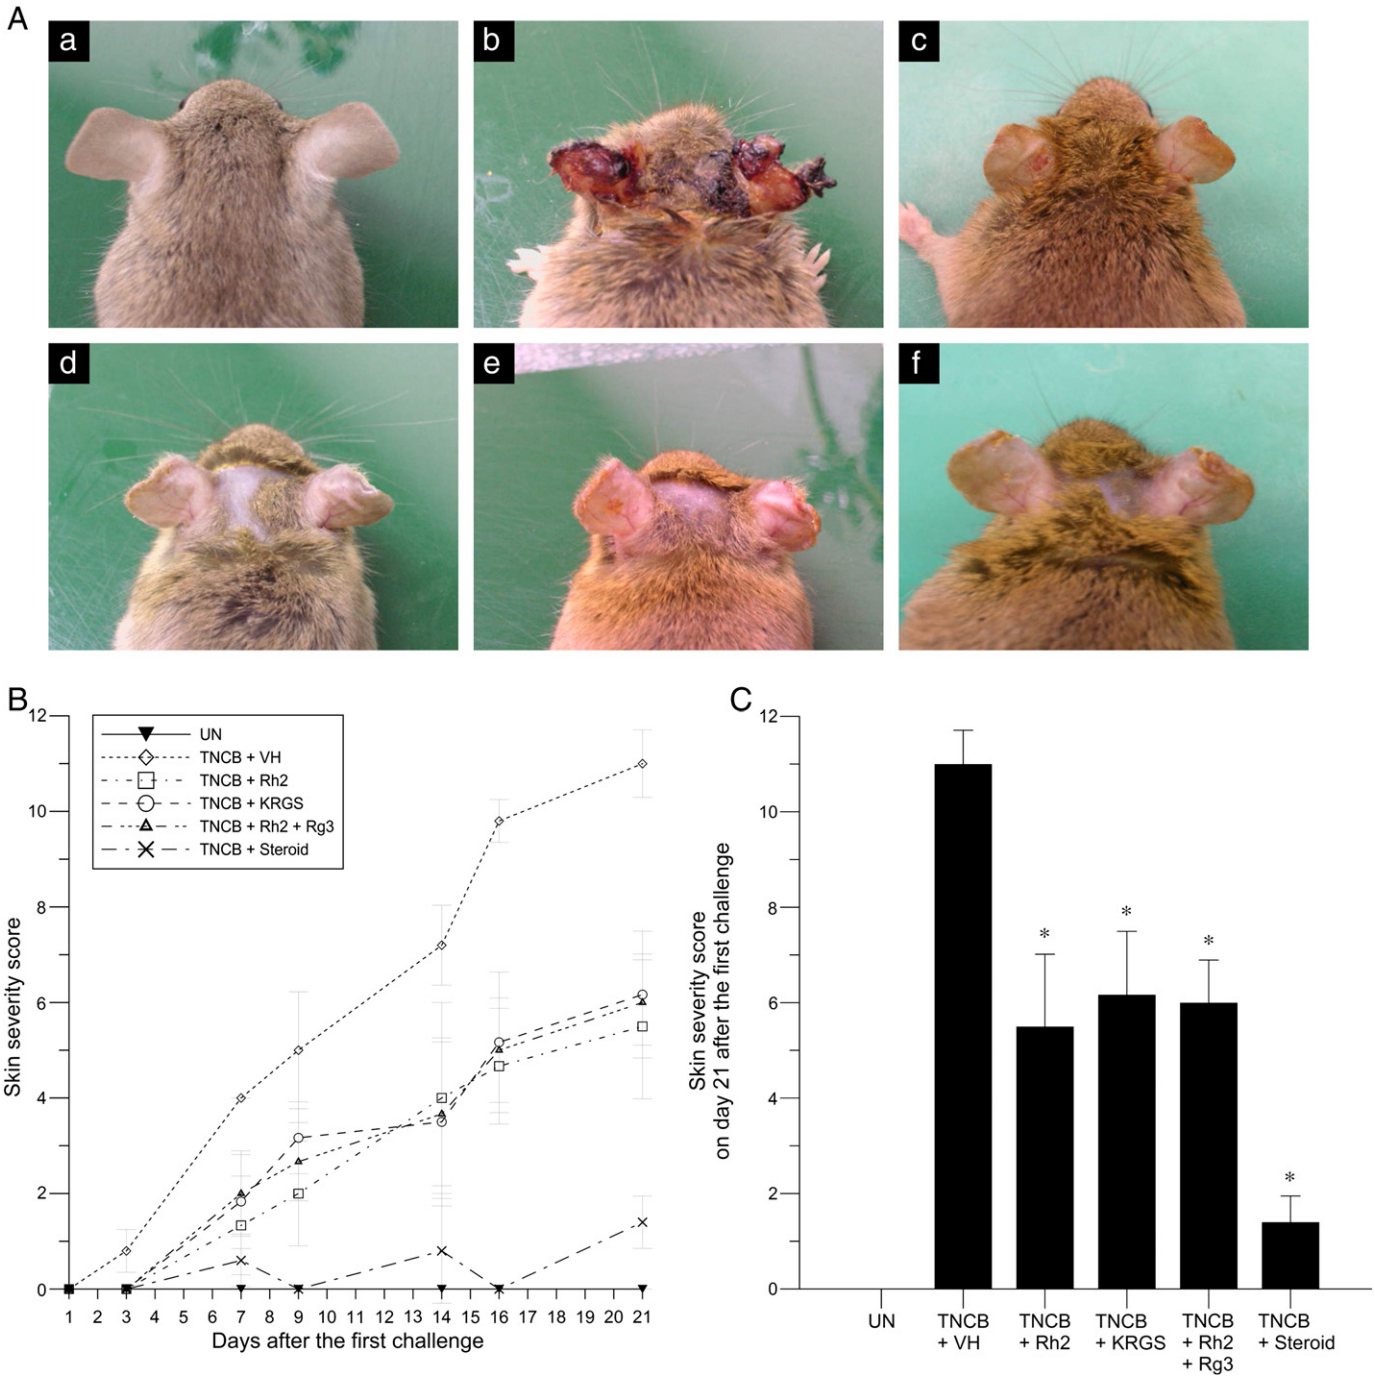 A
a
b
c
d
e
f
B
12
10
8
6
4
2
0
Skin severity score
UN
TNCB + VH
TNCB + Rh2
TNCB + KRGS
TNCB + Rh2 + Rg3
TNCB + Steroid
1 2 3 4 5 6 7 8 9 10 11 12 13 14 15 16 17 18 19 20 21
Days after the first challenge
C
12
10
8
6
4
2
0
Skin severity score
on day 21 after the first challenge
*
*
*
*
UN
TNCB
+ VH
TNCB
+ Rh2
TNCB
+ KRGS
TNCB
+ Rh2
+ Rg3
TNCB
+ Steroid